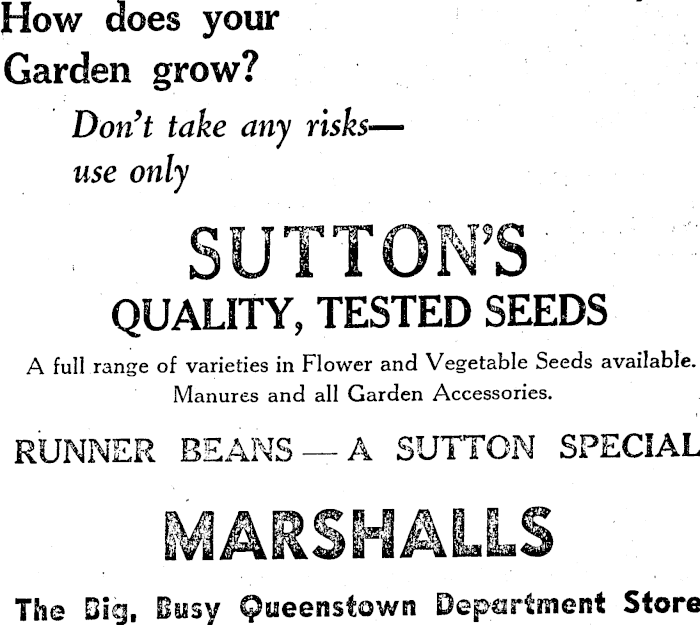 How does your
Garden grow?
Don't take any risks—
use only
SUTTON'S
QUALITY, TESTED SEEDS
A full range of varieties in Flower and Vegetable Seeds available.
Manures and all Garden Accessories.
RUNNER BEANS — A SUTTON SPECIAL
MARSHALLS
The Big, Busy Queenstown Department Store